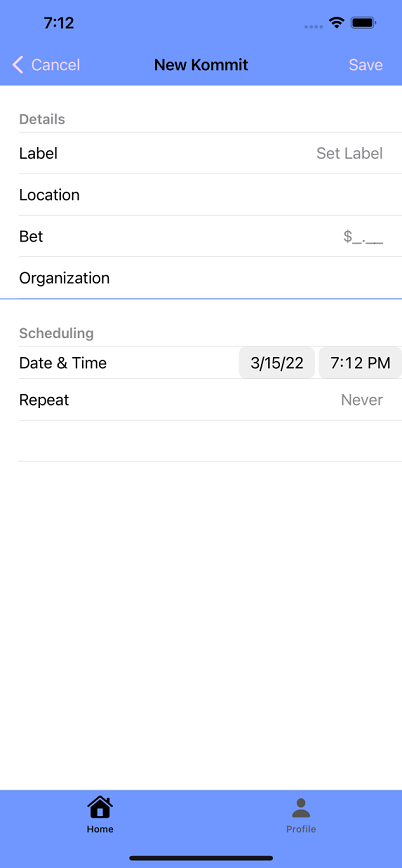 7:12
Cancel New Kommit Save
Details
Label Set Label
Location
Bet $_.__
Organization
Scheduling
Date & Time 3/15/22 7:12 PM
Repeat Never
Home Profile